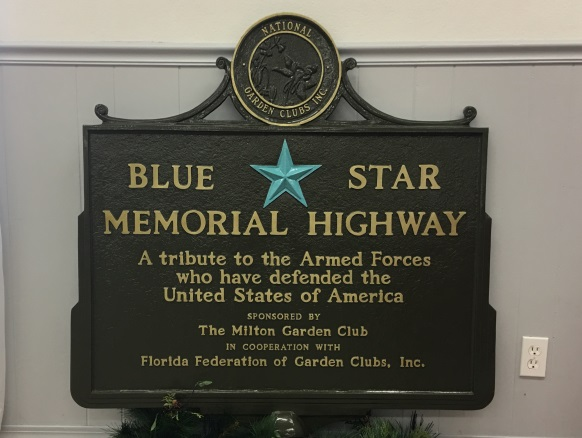 NATIONAL
GARDEN CLUBS, INC.
BLUE STAR
MEMORIAL HIGHWAY
A tribute to the Armed Forces
who have defended the
United States of America
SPONSORED BY
The Milton Garden Club
IN COOPERATION WITH
Florida Federation of Garden Clubs, Inc.